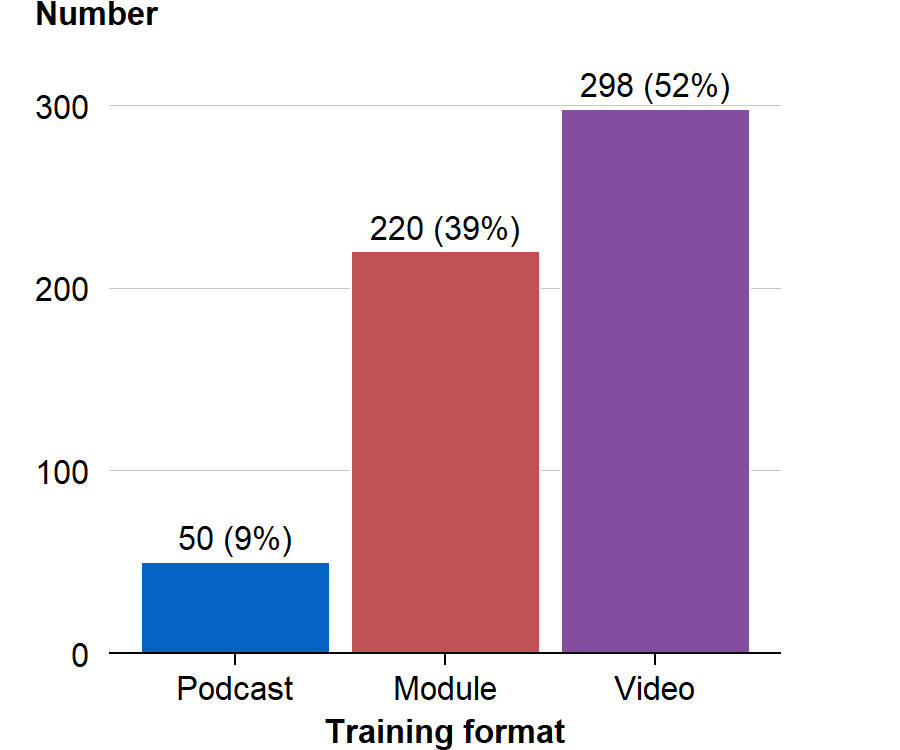 Number
298 (52%)
300
220 (39%)
200
100
50 (9%)
0
Podcast Module Video
Training format